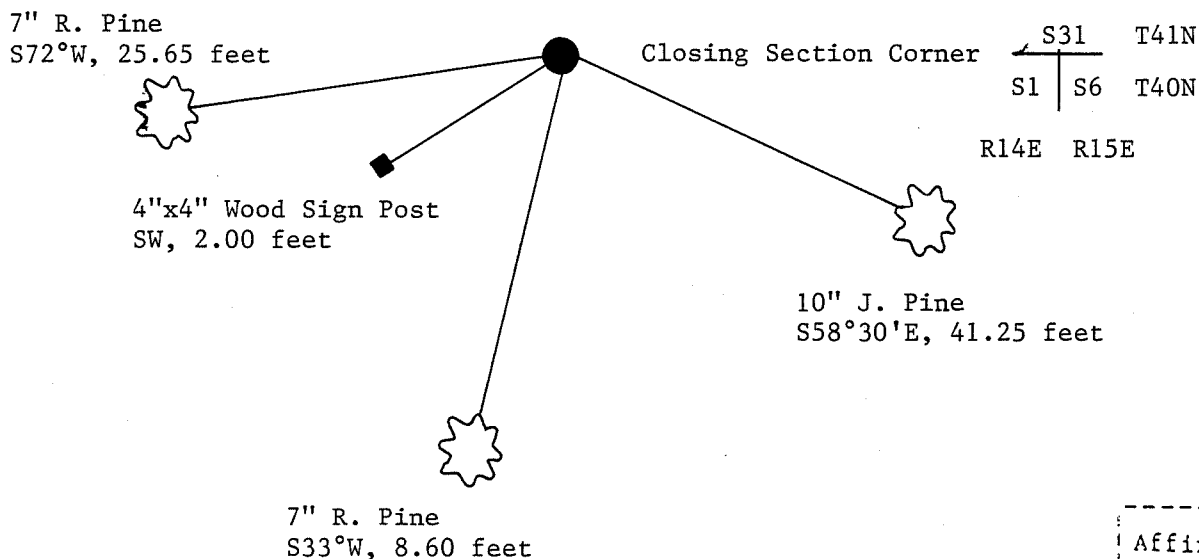 7" R. Pine
S72°W, 25.65 feet
Closing Section Corner
S31 T41N
S1 S6 T40N
R14E R15E
4"x4" Wood Sign Post
SW, 2.00 feet
10" J. Pine
S58°30'E, 41.25 feet
7" R. Pine
S33°W, 8.60 feet